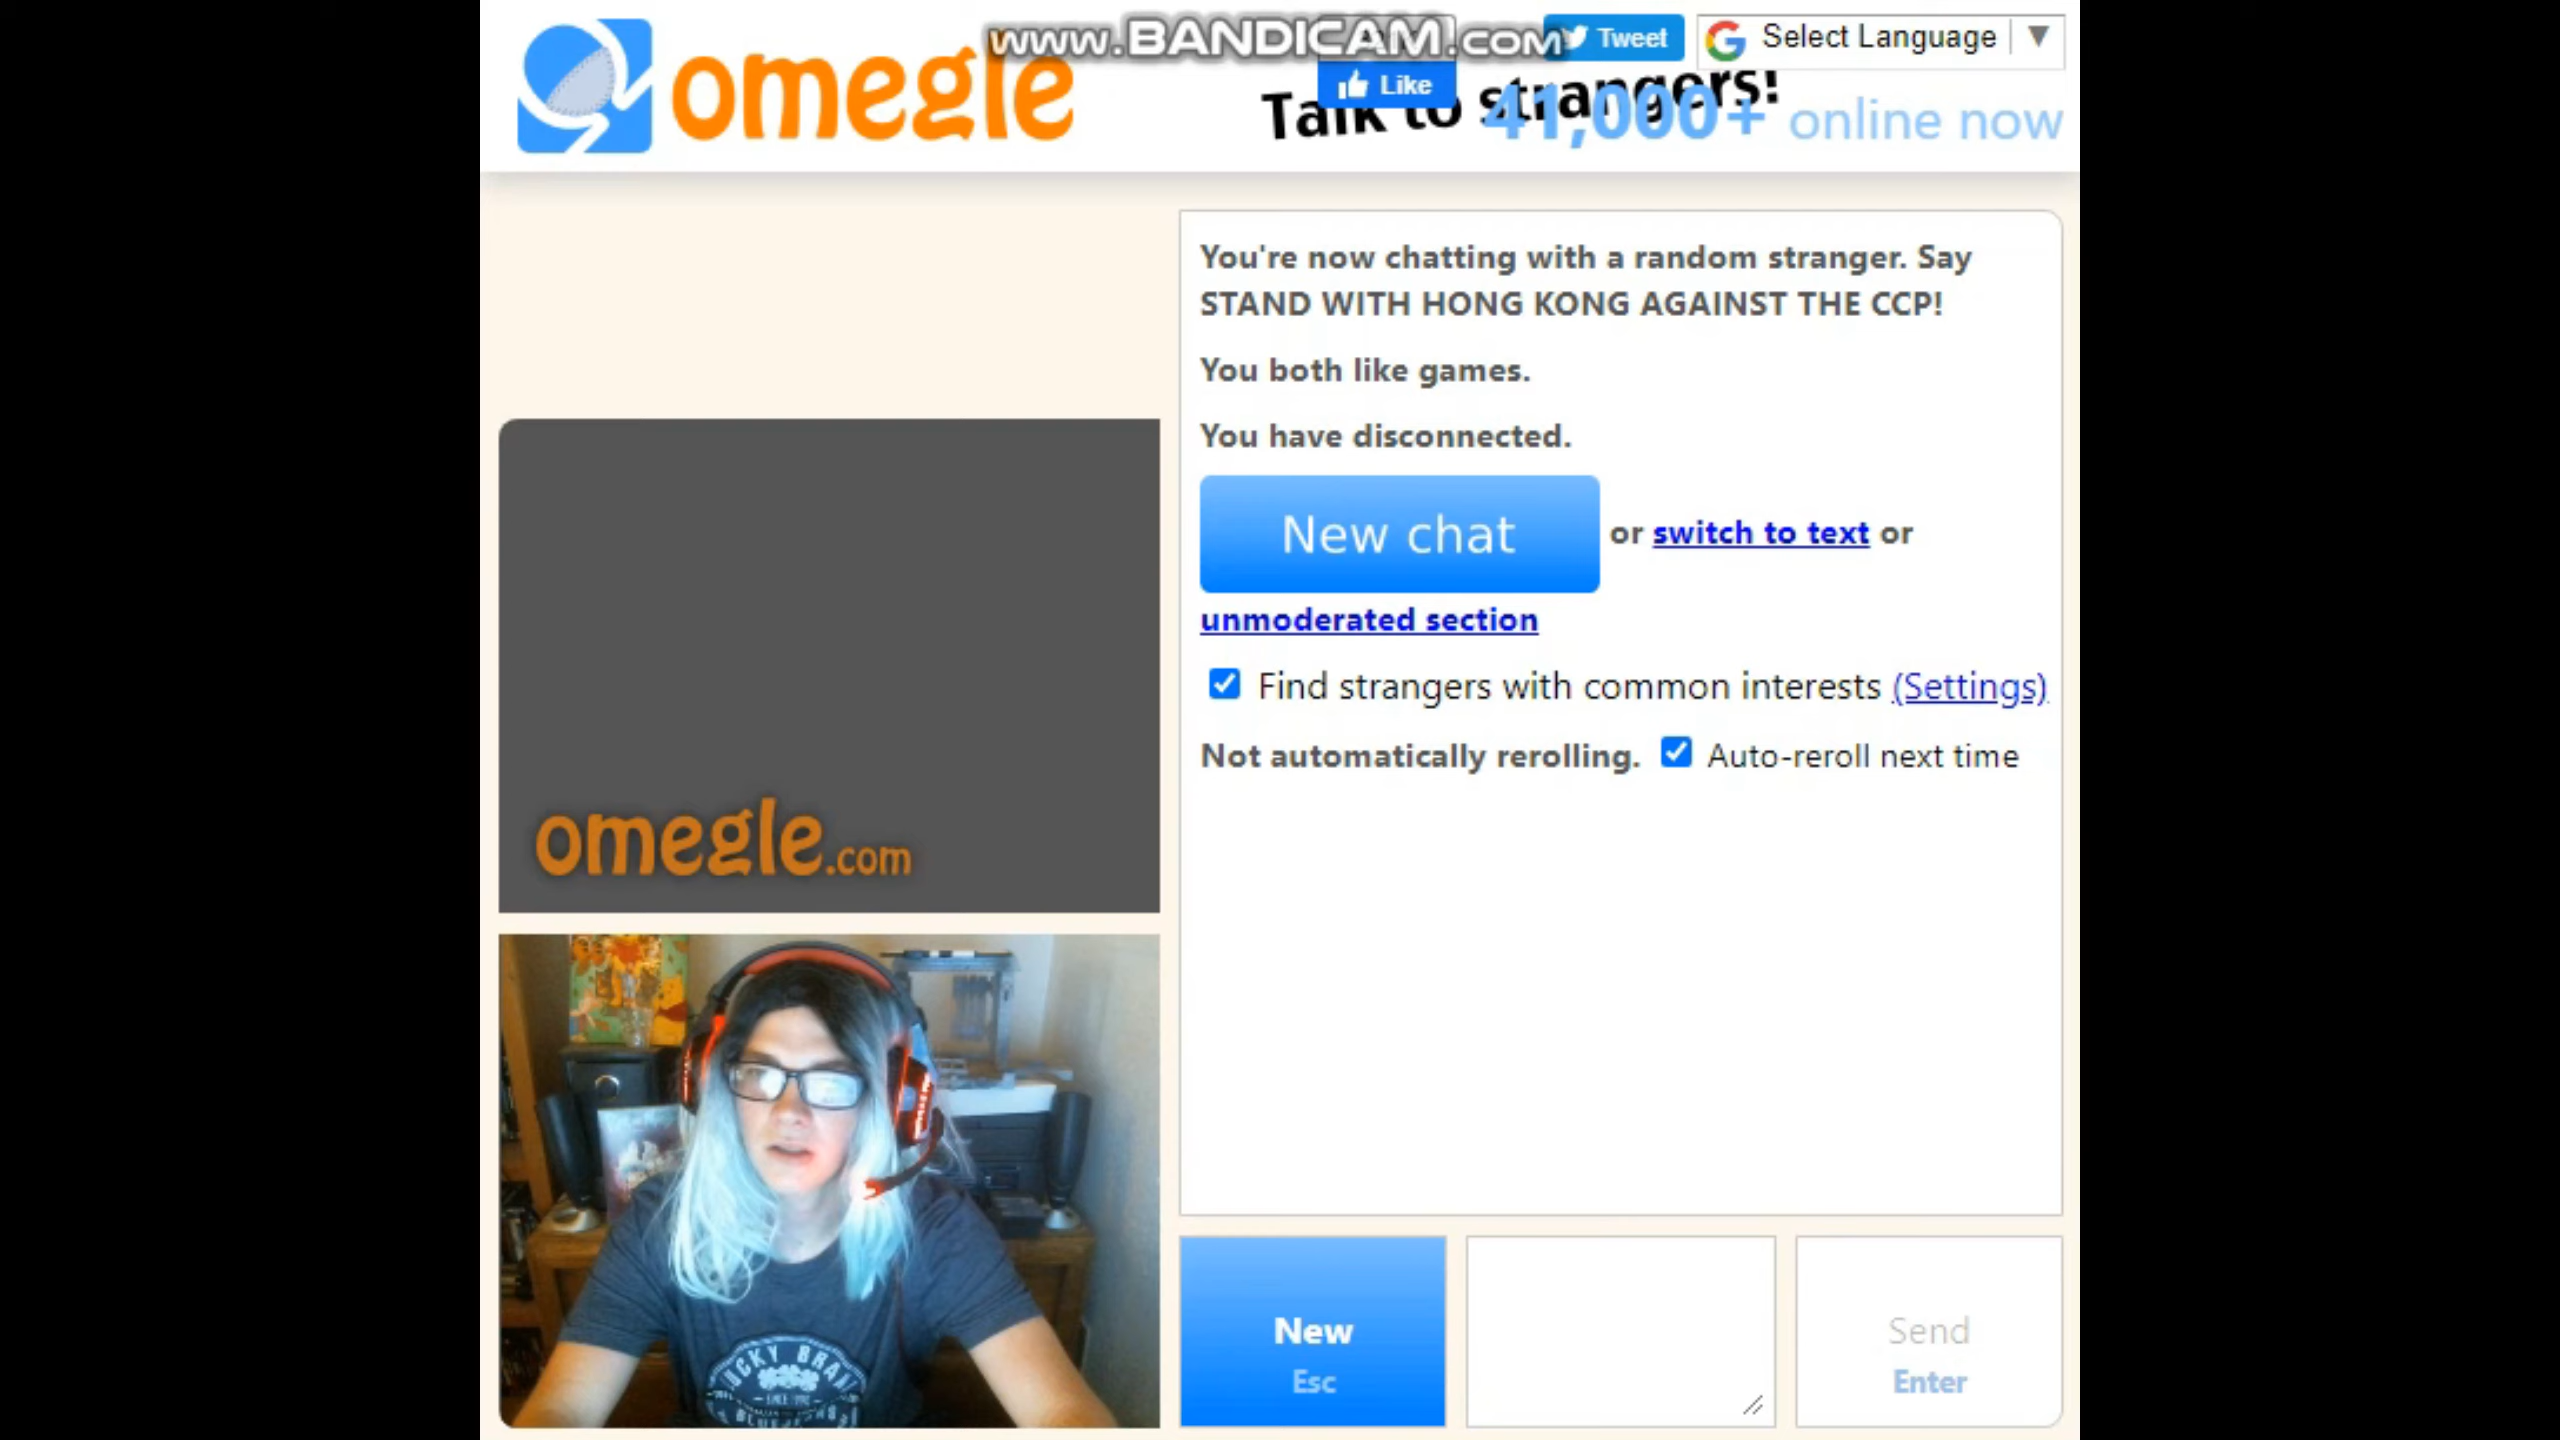 omegle
www.BANDICAM.com
Tweet
Select Language
Like
Talk to strangers!
41,000+ online now
You're now chatting with a random stranger. Say
STAND WITH HONG KONG AGAINST THE CCP!
You both like games.
You have disconnected.
New chat or switch to text or
unmoderated section
Find strangers with common interests (Settings)
Not automatically rerolling. Auto-reroll next time
omegle.com
LUCKY BRAND
New
Esc
Send
Enter